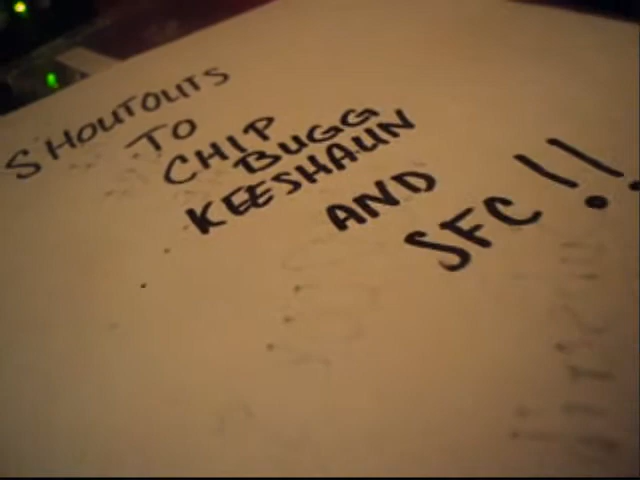 SHOUTOUTS
TO
CHIP
BUGG
KEESHAUN
AND
SFC!!